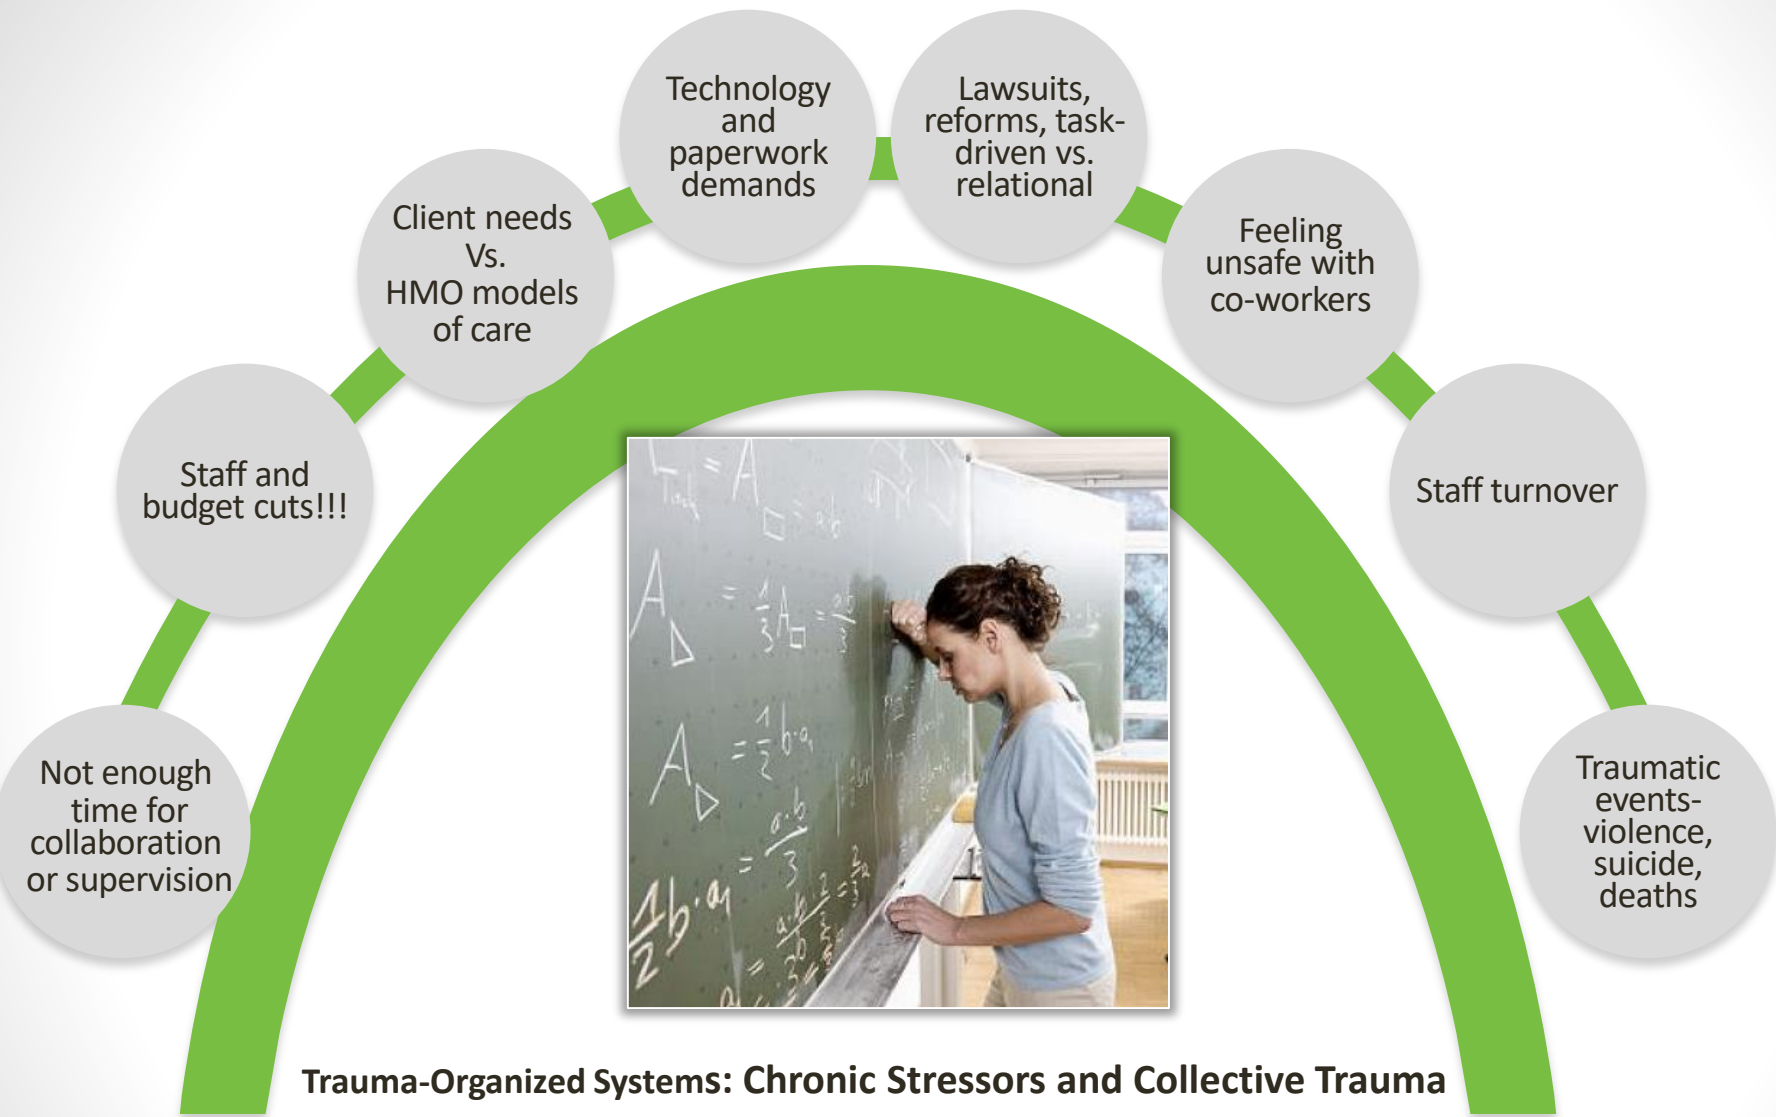 Technology
and
paperwork
demands
Lawsuits,
reforms, task-
driven vs.
relational
Client needs
Vs.
HMO models
of care
Feeling
unsafe with
co-workers
Staff and
budget cuts!!!
Staff turnover
Not enough
time for
collaboration
or supervision
Traumatic
events-
violence,
suicide,
deaths
Trauma-Organized Systems: Chronic Stressors and Collective Trauma